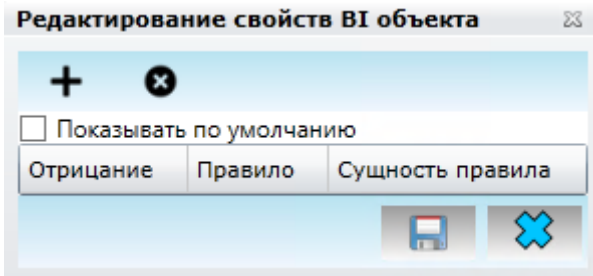 Редактирование свойств BI объекта
Показывать по умолчанию
Отрицание Правило Сущность правила